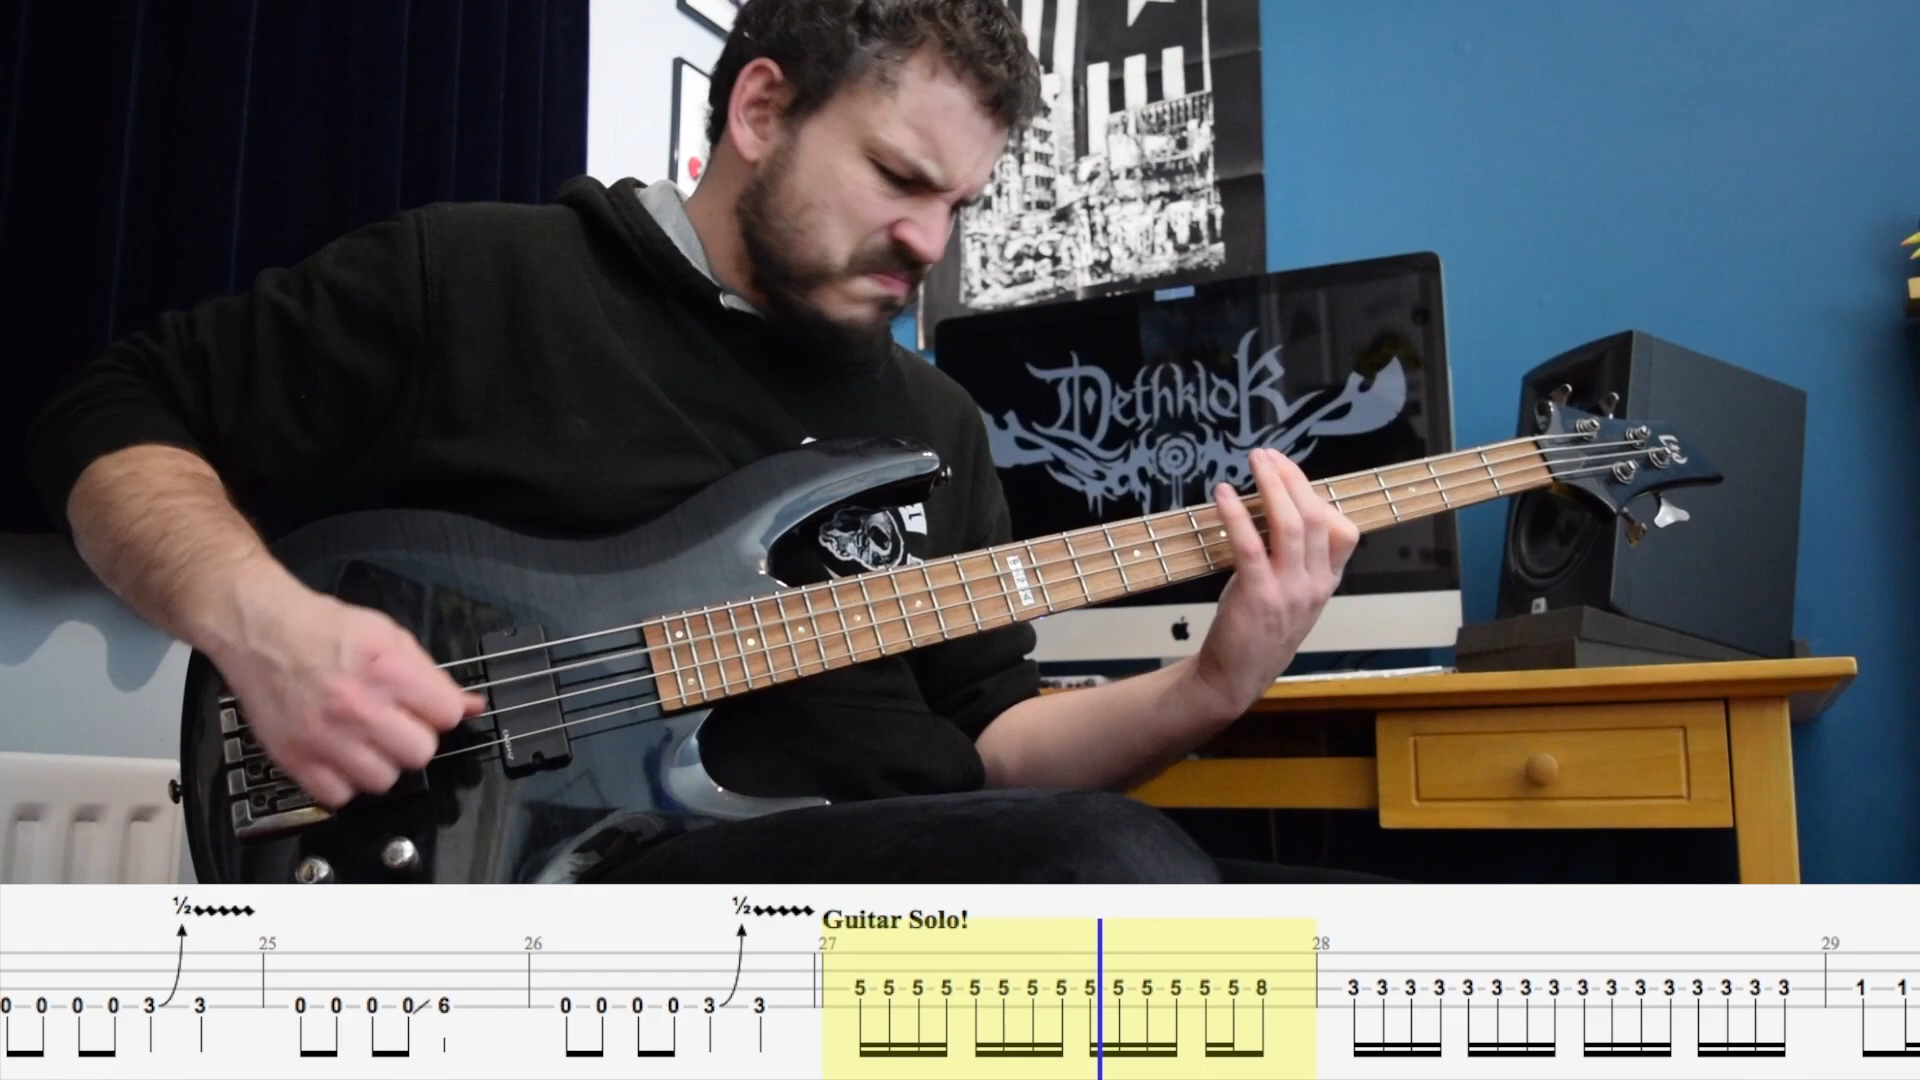 Dethklok
½ ½ Guitar Solo!
25 26 27 28 29
5 5 5 5 5 5 5 5 5 5 5 5 5 5 8 3 3 3 3 3 3 3 3 3 3 3 3 3 3 3 3 1 1
0 0 0 0 3 3 0 0 0 0 6 0 0 0 0 3 3